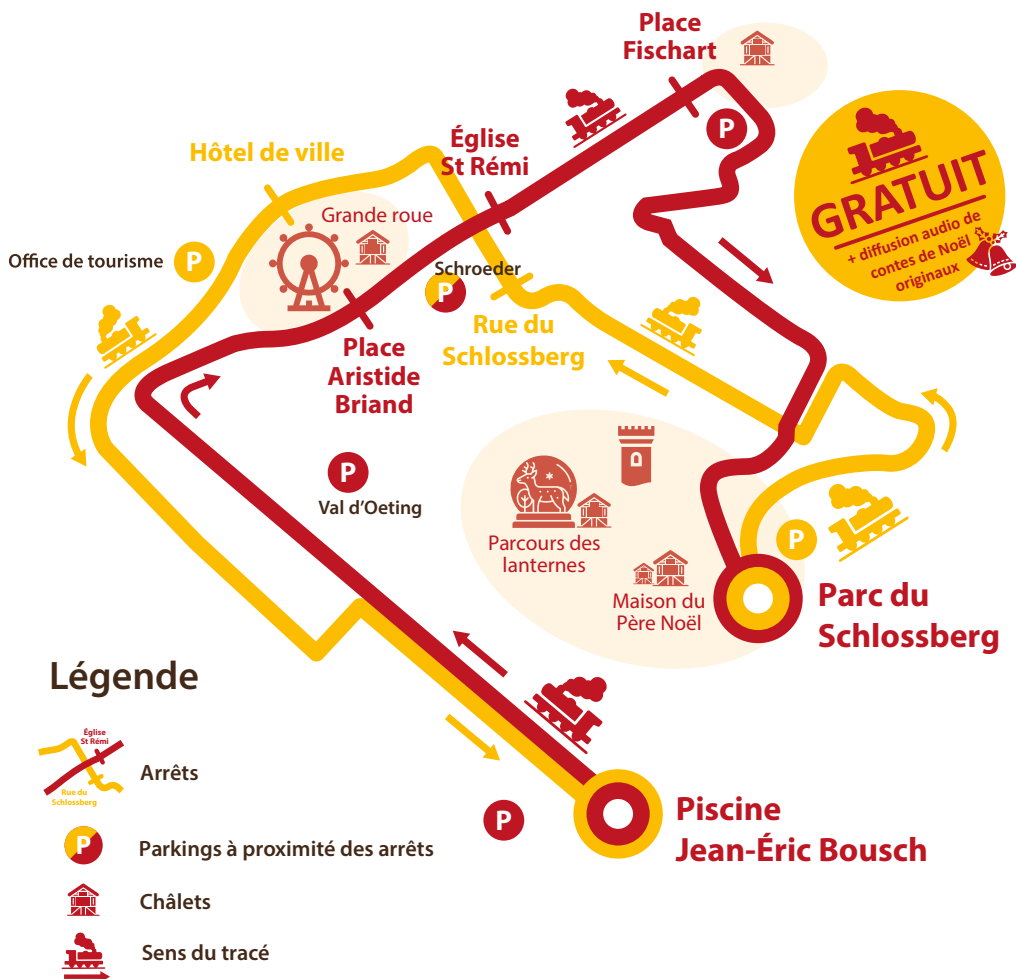 Place
Fischart
P
Église
St Rémi
Hôtel de ville
GRATUIT
+ diffusion audio de
contes de Noël
originaux
Grande roue
Office de tourisme
P
Schroeder
P
Rue du
Schlossberg
Place
Aristide
Briand
P
Val d'Oeting
Parcours des
lanternes
Maison du
Père Noël
P
Parc du
Schlossberg
P
Piscine
Jean-Éric Bousch
Légende
Église
St Rémi
Rue du
Schlossberg
Arrêts
P
Parkings à proximité des arrêts
Châlets
Sens du tracé